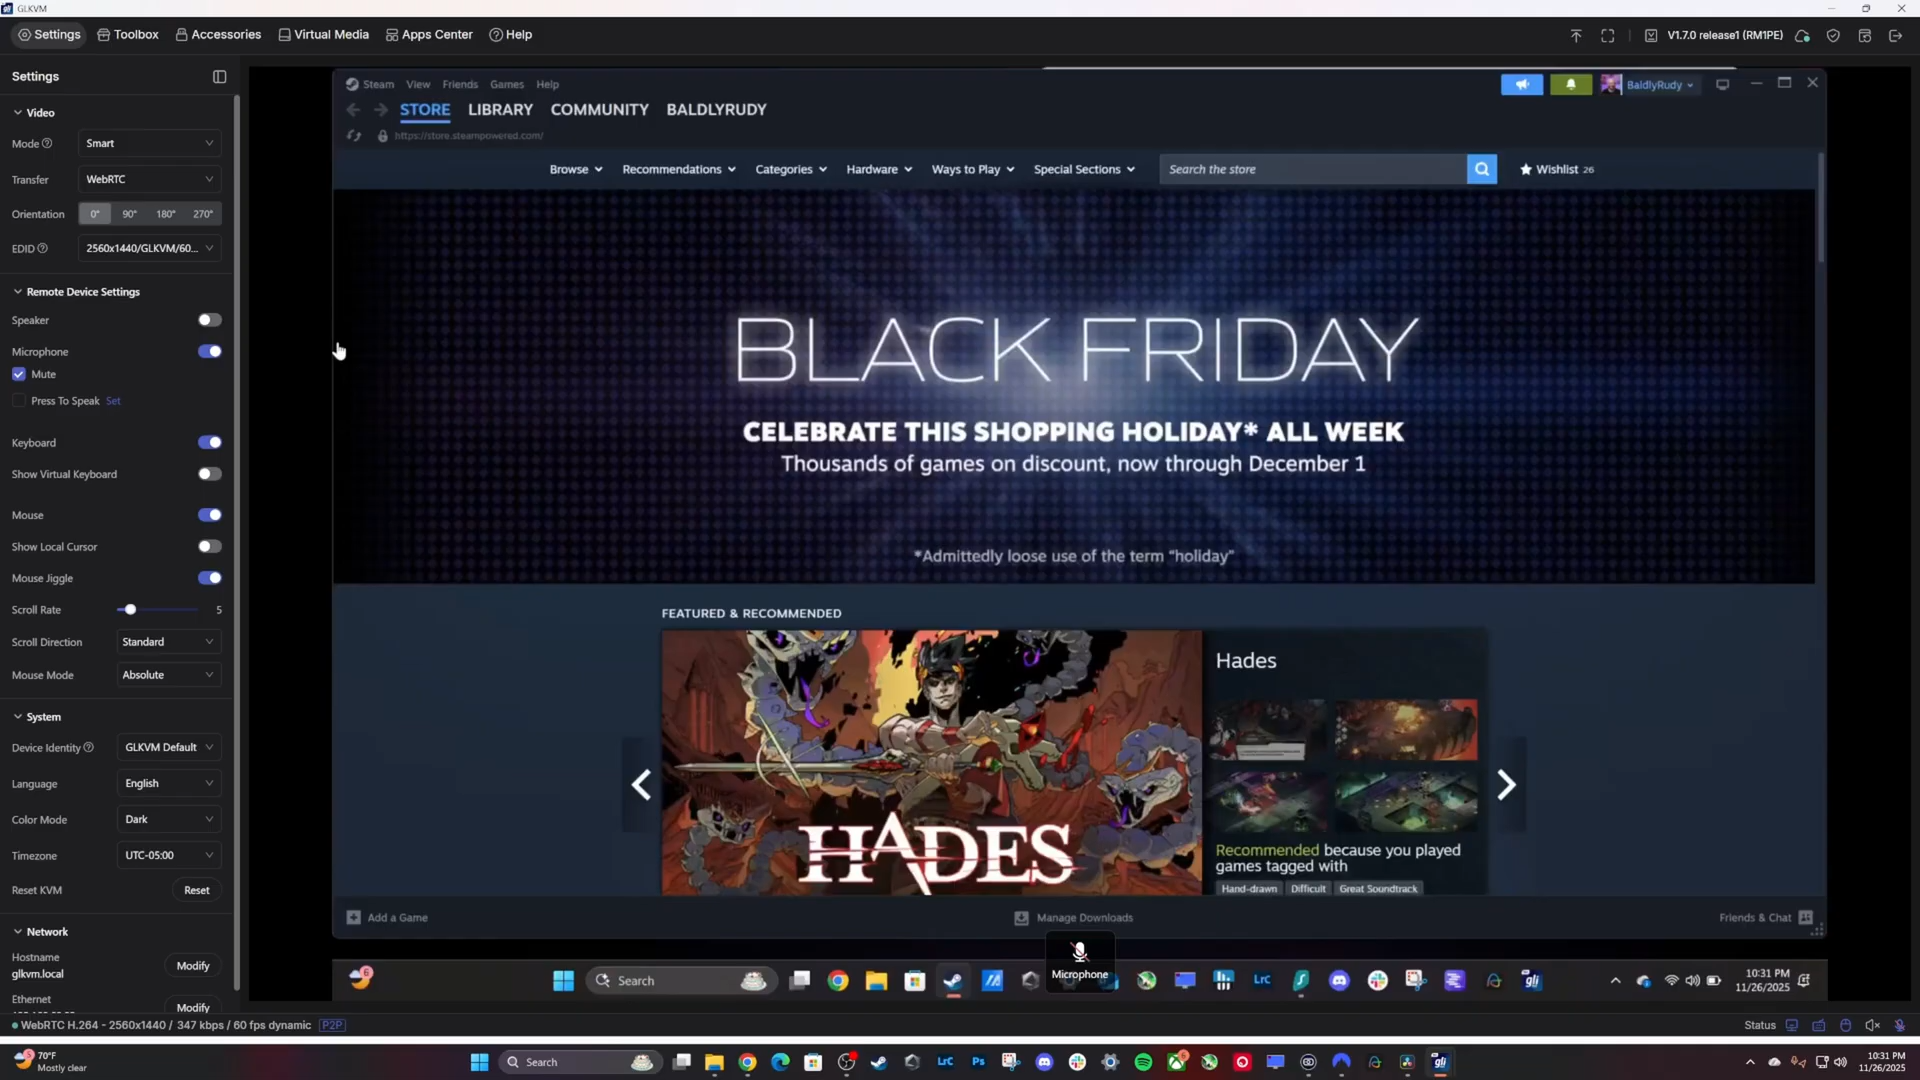 GLKVM
Settings
Toolbox
Accessories
Virtual Media
Apps Center
Help
V1.7.0 release1 (RM1PE)
Settings
Video
Mode
Smart
Transfer
WebRTC
Orientation
0° 90° 180° 270°
EDID
2560x1440/GLKVM/60...
Remote Device Settings
Speaker
Microphone
Mute
Press To Speak Set
Keyboard
Show Virtual Keyboard
Mouse
Show Local Cursor
Mouse Jiggle
Scroll Rate
5
Scroll Direction
Standard
Mouse Mode
Absolute
System
Device Identity
GLKVM Default
Language
English
Color Mode
Dark
Timezone
UTC-05:00
Reset KVM
Reset
Network
Hostname
glkvm.local
Modify
Ethernet
Modify
Steam View Friends Games Help
BaldlyRudy
STORE LIBRARY COMMUNITY BALDLYRUDY
https://store.steampowered.com/
Browse Recommendations Categories Hardware Ways to Play Special Sections
Search the store
Wishlist 26
BLACK FRIDAY
CELEBRATE THIS SHOPPING HOLIDAY* ALL WEEK
Thousands of games on discount, now through December 1
*Admittedly loose use of the term "holiday"
FEATURED & RECOMMENDED
HADES
Hades
Recommended because you played
games tagged with
Hand-drawn Difficult Great Soundtrack
Add a Game
Manage Downloads
Friends & Chat
Microphone
6
Search
LrC
gli
10:31 PM
11/26/2025
WebRTC H.264 - 2560x1440 / 347 kbps / 60 fps dynamic P2P
Status
70°F
Mostly clear
Search
LrC
Ps
gli
10:31 PM
11/26/2025